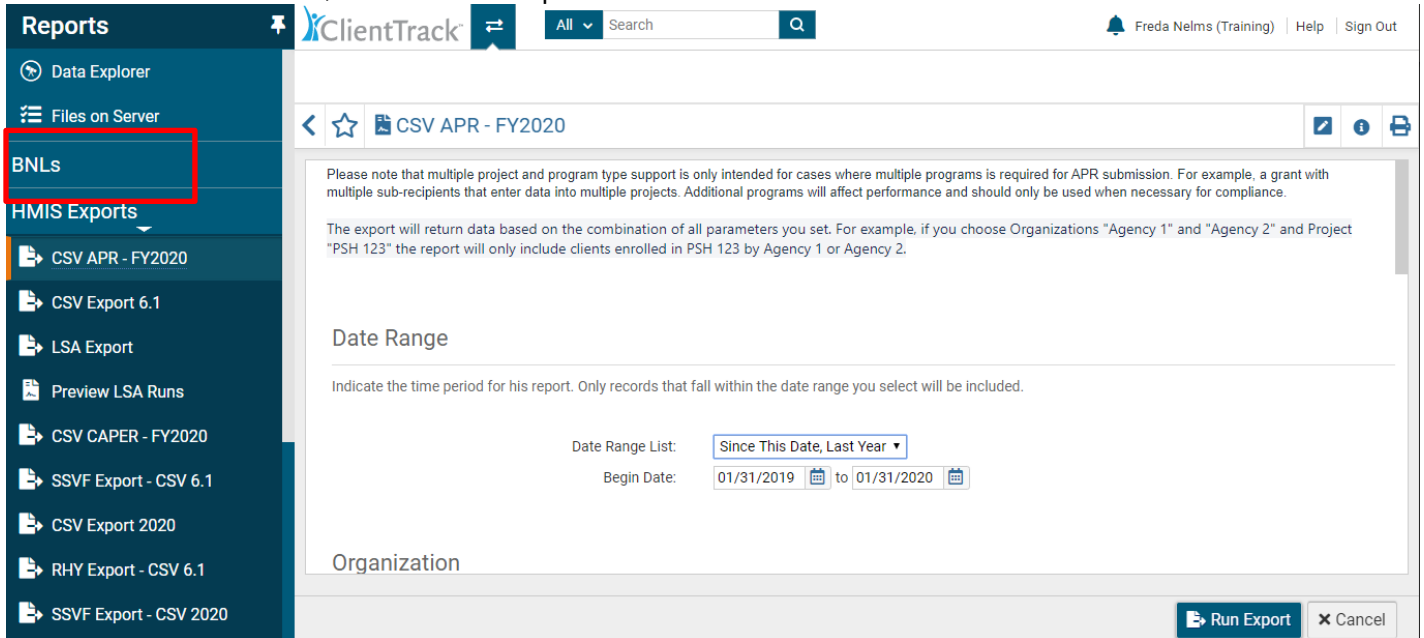 Reports
ClientTrack
All
Search
Freda Nelms (Training)
Help
Sign Out
Data Explorer
Files on Server
BNLs
HMIS Exports
CSV APR - FY2020
CSV Export 6.1
LSA Export
Preview LSA Runs
CSV CAPER - FY2020
SSVF Export - CSV 6.1
CSV Export 2020
RHY Export - CSV 6.1
SSVF Export - CSV 2020
CSV APR - FY2020
Please note that multiple project and program type support is only intended for cases where multiple programs is required for APR submission. For example, a grant with
multiple sub-recipients that enter data into multiple projects. Additional programs will affect performance and should only be used when necessary for compliance.
The export will return data based on the combination of all parameters you set. For example, if you choose Organizations "Agency 1" and "Agency 2" and Project
"PSH 123" the report will only include clients enrolled in PSH 123 by Agency 1 or Agency 2.
Date Range
Indicate the time period for his report. Only records that fall within the date range you select will be included.
Date Range List: Since This Date, Last Year
Begin Date: 01/31/2019 to 01/31/2020
Organization
Run Export
Cancel